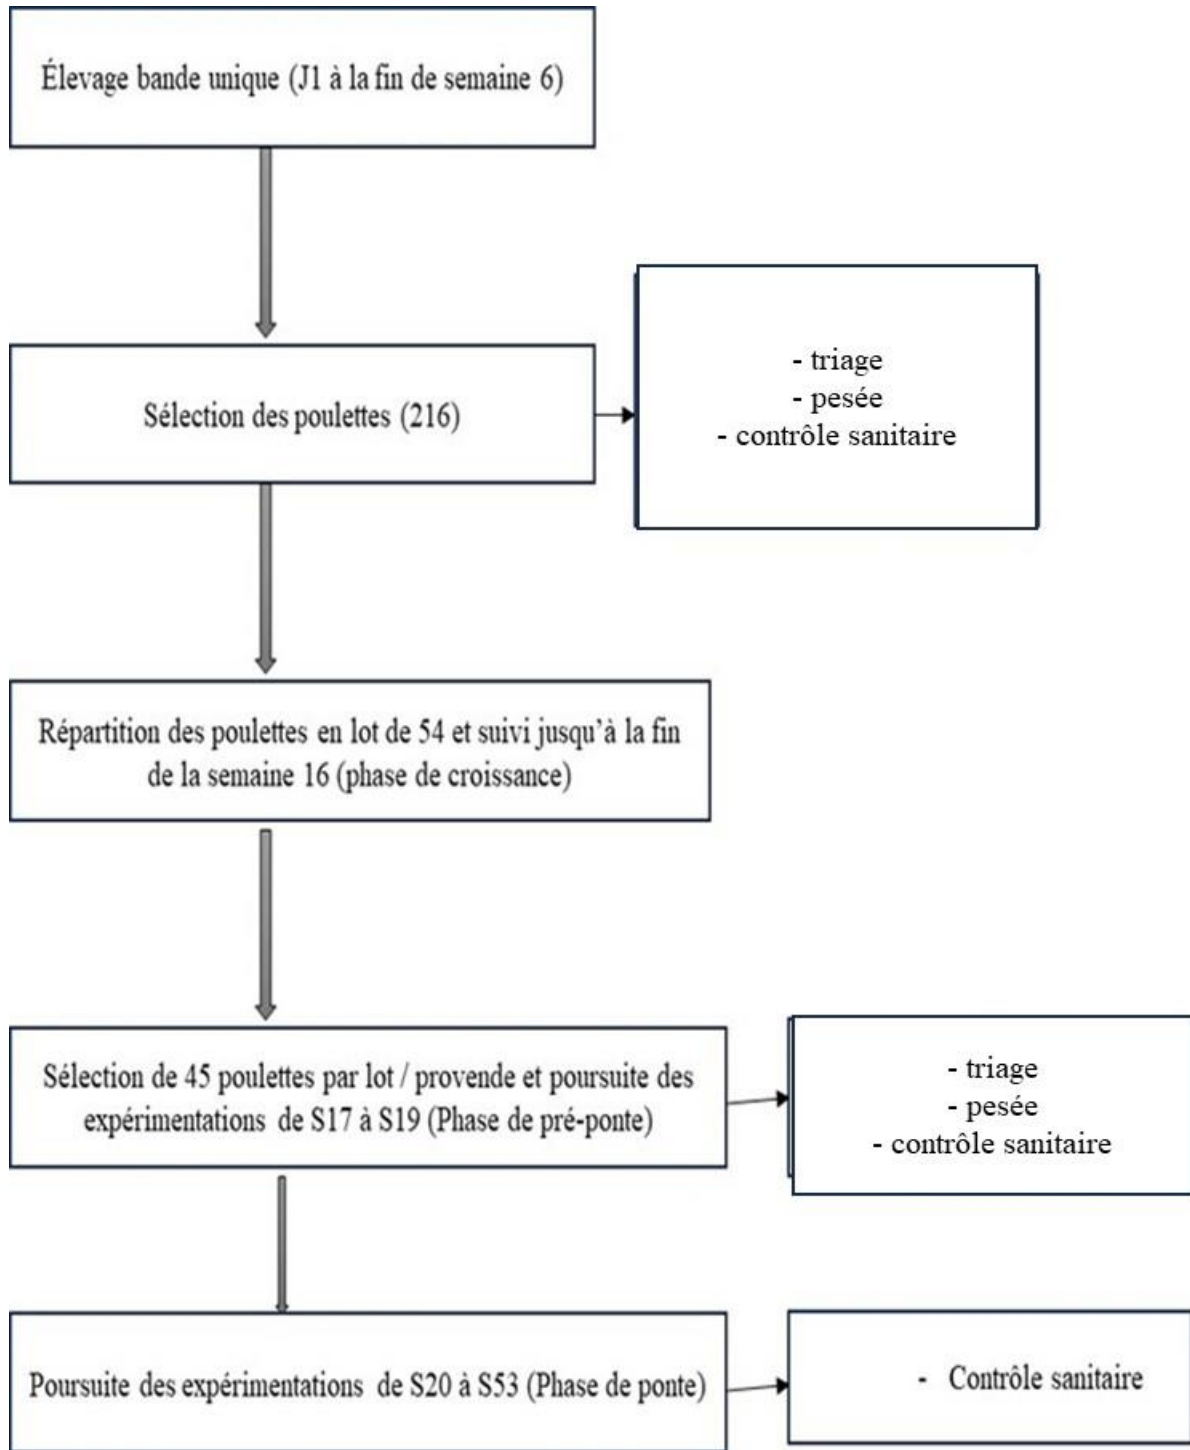 Élevage bande unique (J1 à la fin de semaine 6)
Sélection des poulettes (216)
- triage
- pesée
- contrôle sanitaire
Répartition des poulettes en lot de 54 et suivi jusqu’à la fin
de la semaine 16 (phase de croissance)
Sélection de 45 poulettes par lot / provende et poursuite des
expérimentations de S17 à S19 (Phase de pré-ponte)
- triage
- pesée
- contrôle sanitaire
Poursuite des expérimentations de S20 à S53 (Phase de ponte)
- Contrôle sanitaire